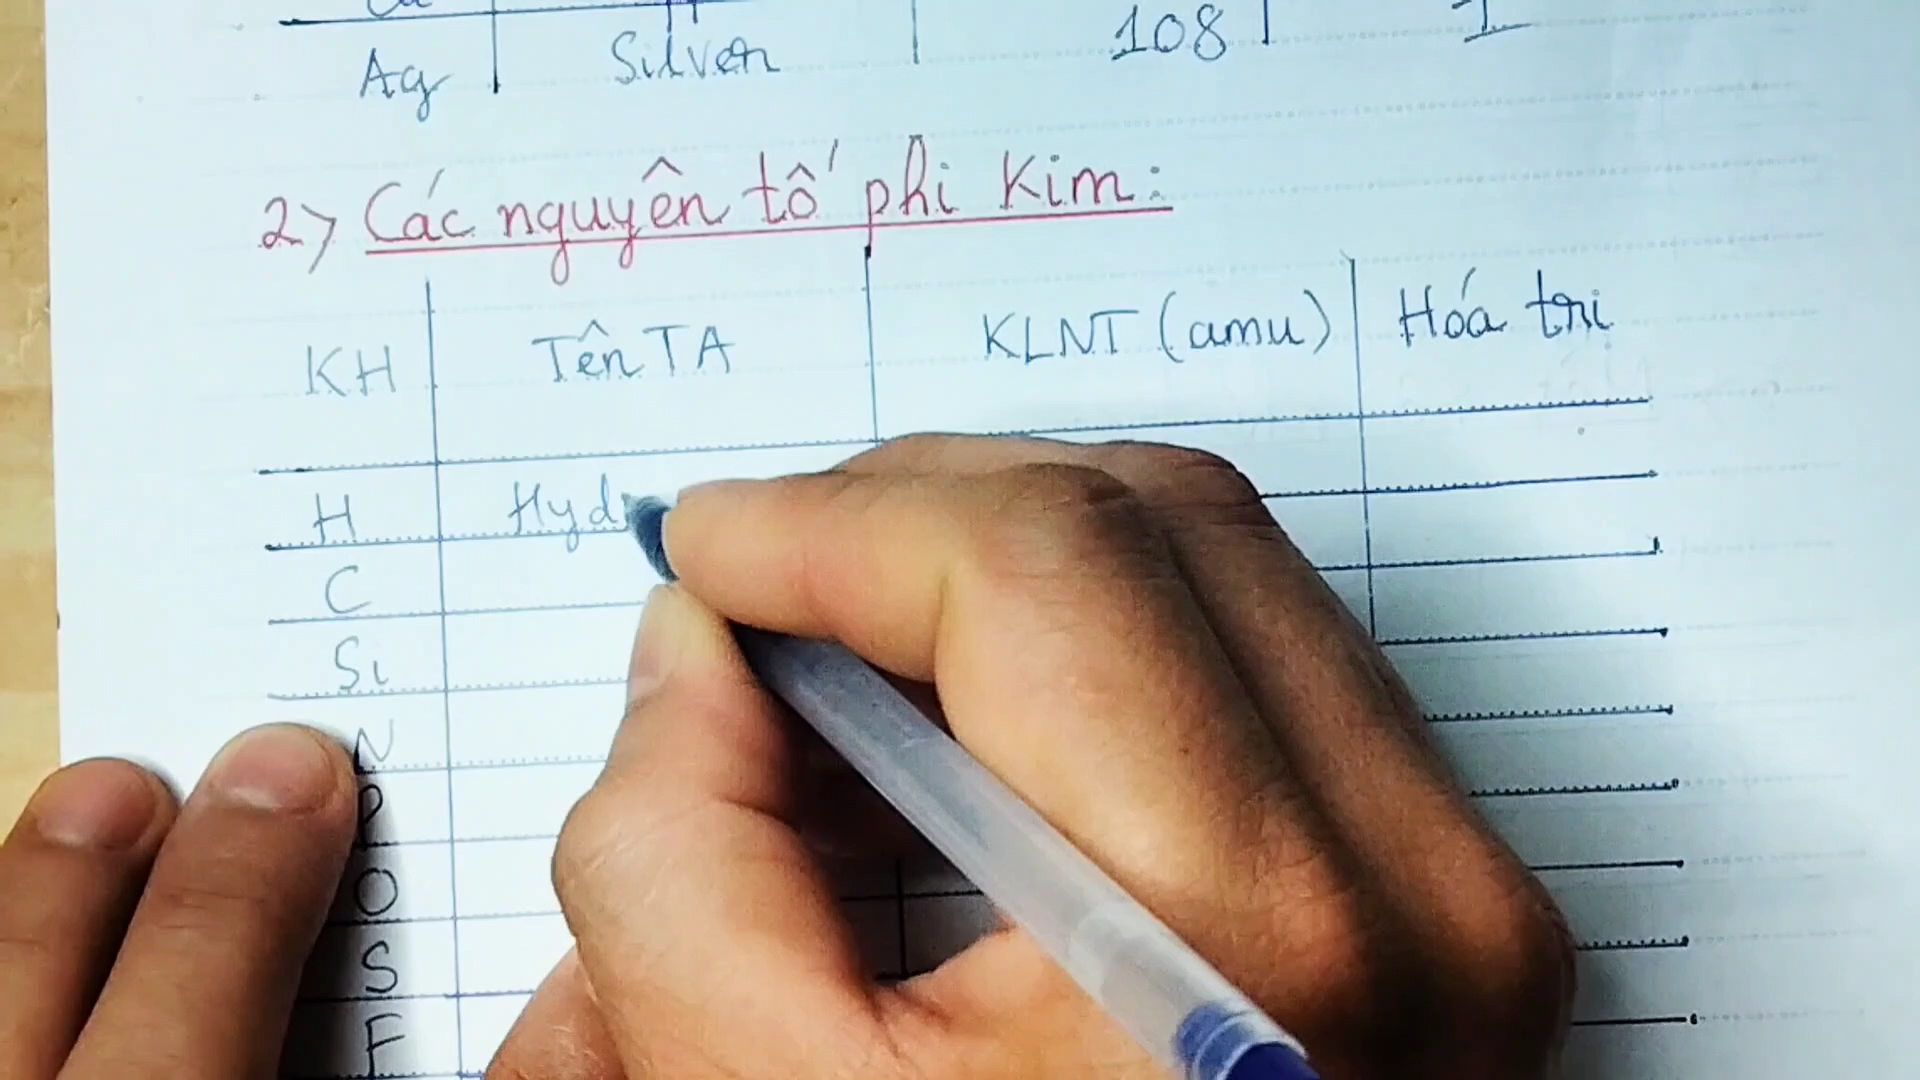 Ag Silver 108 I
2> Các nguyên tố phi Kim:
KH Tên TA KLNT (amu) Hóa trị
H Hyd
C
Si
N
P
O
S
F